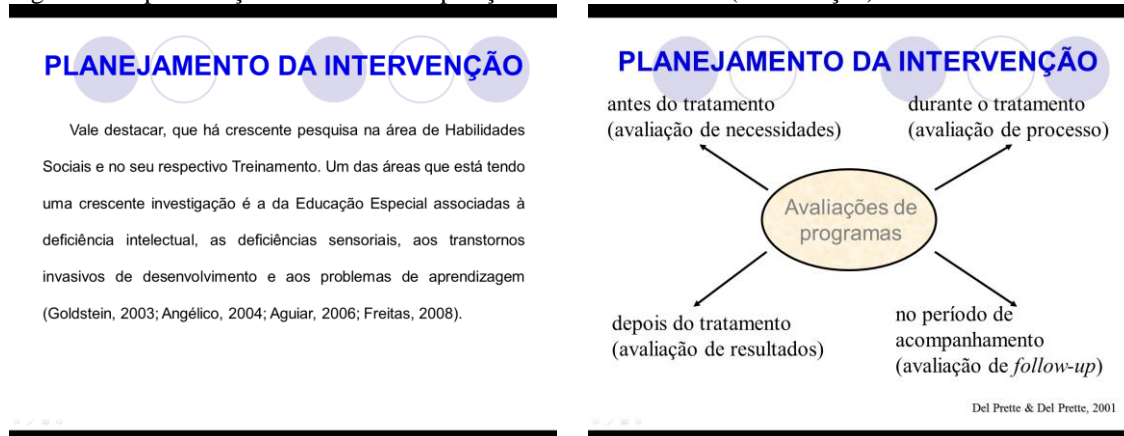 PLANEJAMENTO DA INTERVENÇÃO
Vale destacar, que há crescente pesquisa na área de Habilidades
Sociais e no seu respectivo Treinamento. Um das áreas que está tendo
uma crescente investigação é a da Educação Especial associadas à
deficiência intelectual, as deficiências sensoriais, aos transtornos
invasivos de desenvolvimento e aos problemas de aprendizagem
(Goldstein, 2003; Angélico, 2004; Aguiar, 2006; Freitas, 2008).
PLANEJAMENTO DA INTERVENÇÃO
antes do tratamento
(avaliação de necessidades)
durante o tratamento
(avaliação de processo)
Avaliações de
programas
depois do tratamento
(avaliação de resultados)
no período de
acompanhamento
(avaliação de follow-up)
Del Prette & Del Prette, 2001